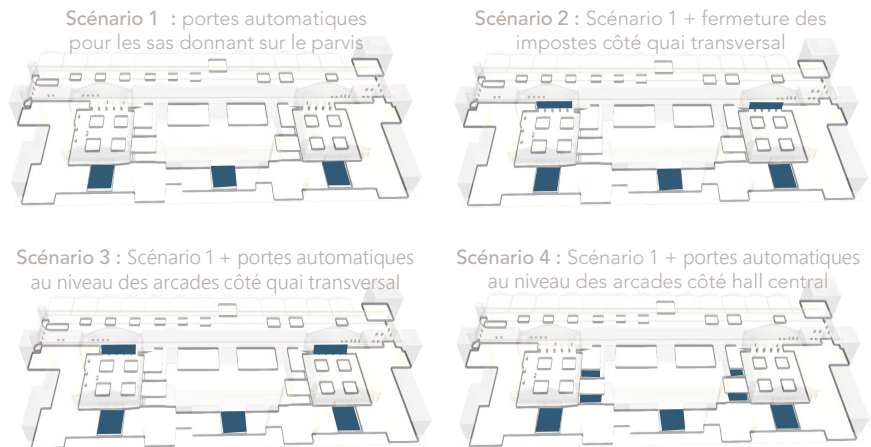 Scénario 1 : portes automatiques
pour les sas donnant sur le parvis
Scénario 2 : Scénario 1 + fermeture des
impostes côté quai transversal
Scénario 3 : Scénario 1 + portes automatiques
au niveau des arcades côté quai transversal
Scénario 4 : Scénario 1 + portes automatiques
au niveau des arcades côté hall central